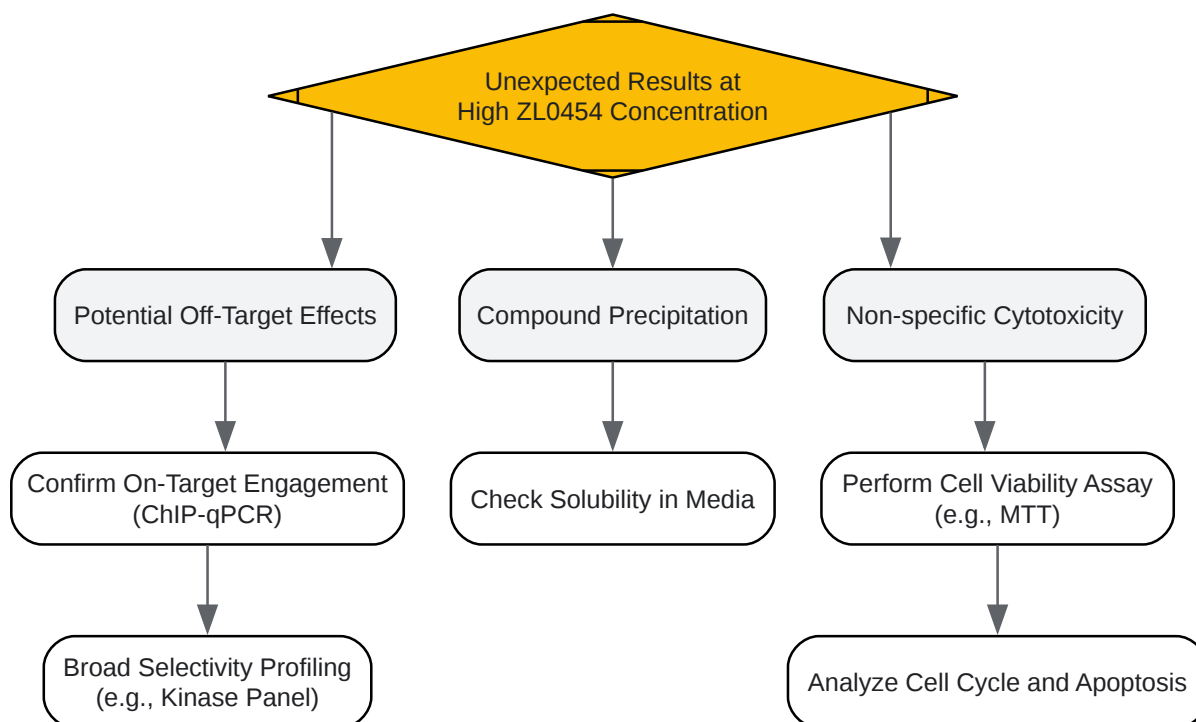 Unexpected Results at
High ZL0454 Concentration
Potential Off-Target Effects
Compound Precipitation
Non-specific Cytotoxicity
Confirm On-Target Engagement
(ChIP-qPCR)
Check Solubility in Media
Perform Cell Viability Assay
(e.g., MTT)
Broad Selectivity Profiling
(e.g., Kinase Panel)
Analyze Cell Cycle and Apoptosis